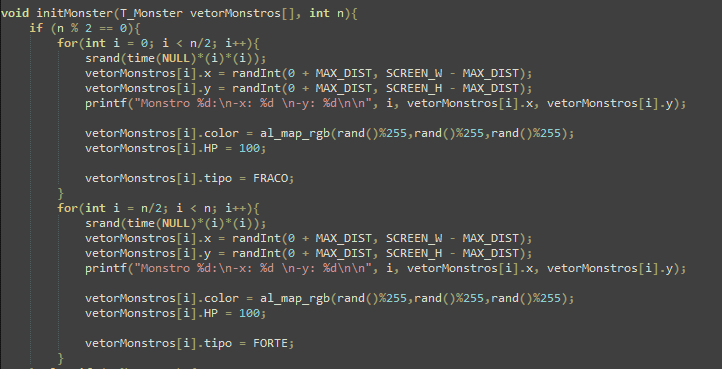 void initMonster(T_Monster vetorMonstros[], int n){
    if (n % 2 == 0){
        for(int i = 0; i < n/2; i++){
            srand(time(NULL)*(i)*(i));
            vetorMonstros[i].x = randInt(0 + MAX_DIST, SCREEN_W - MAX_DIST);
            vetorMonstros[i].y = randInt(0 + MAX_DIST, SCREEN_H - MAX_DIST);
            printf("Monstro %d:\n-x: %d \n-y: %d\n\n", i, vetorMonstros[i].x, vetorMonstros[i].y);
            vetorMonstros[i].color = al_map_rgb(rand()%255,rand()%255,rand()%255);
            vetorMonstros[i].HP = 100;
            vetorMonstros[i].tipo = FRACO;
        }
        for(int i = n/2; i < n; i++){
            srand(time(NULL)*(i)*(i));
            vetorMonstros[i].x = randInt(0 + MAX_DIST, SCREEN_W - MAX_DIST);
            vetorMonstros[i].y = randInt(0 + MAX_DIST, SCREEN_H - MAX_DIST);
            printf("Monstro %d:\n-x: %d \n-y: %d\n\n", i, vetorMonstros[i].x, vetorMonstros[i].y);
            vetorMonstros[i].color = al_map_rgb(rand()%255,rand()%255,rand()%255);
            vetorMonstros[i].HP = 100;
            vetorMonstros[i].tipo = FORTE;
        }